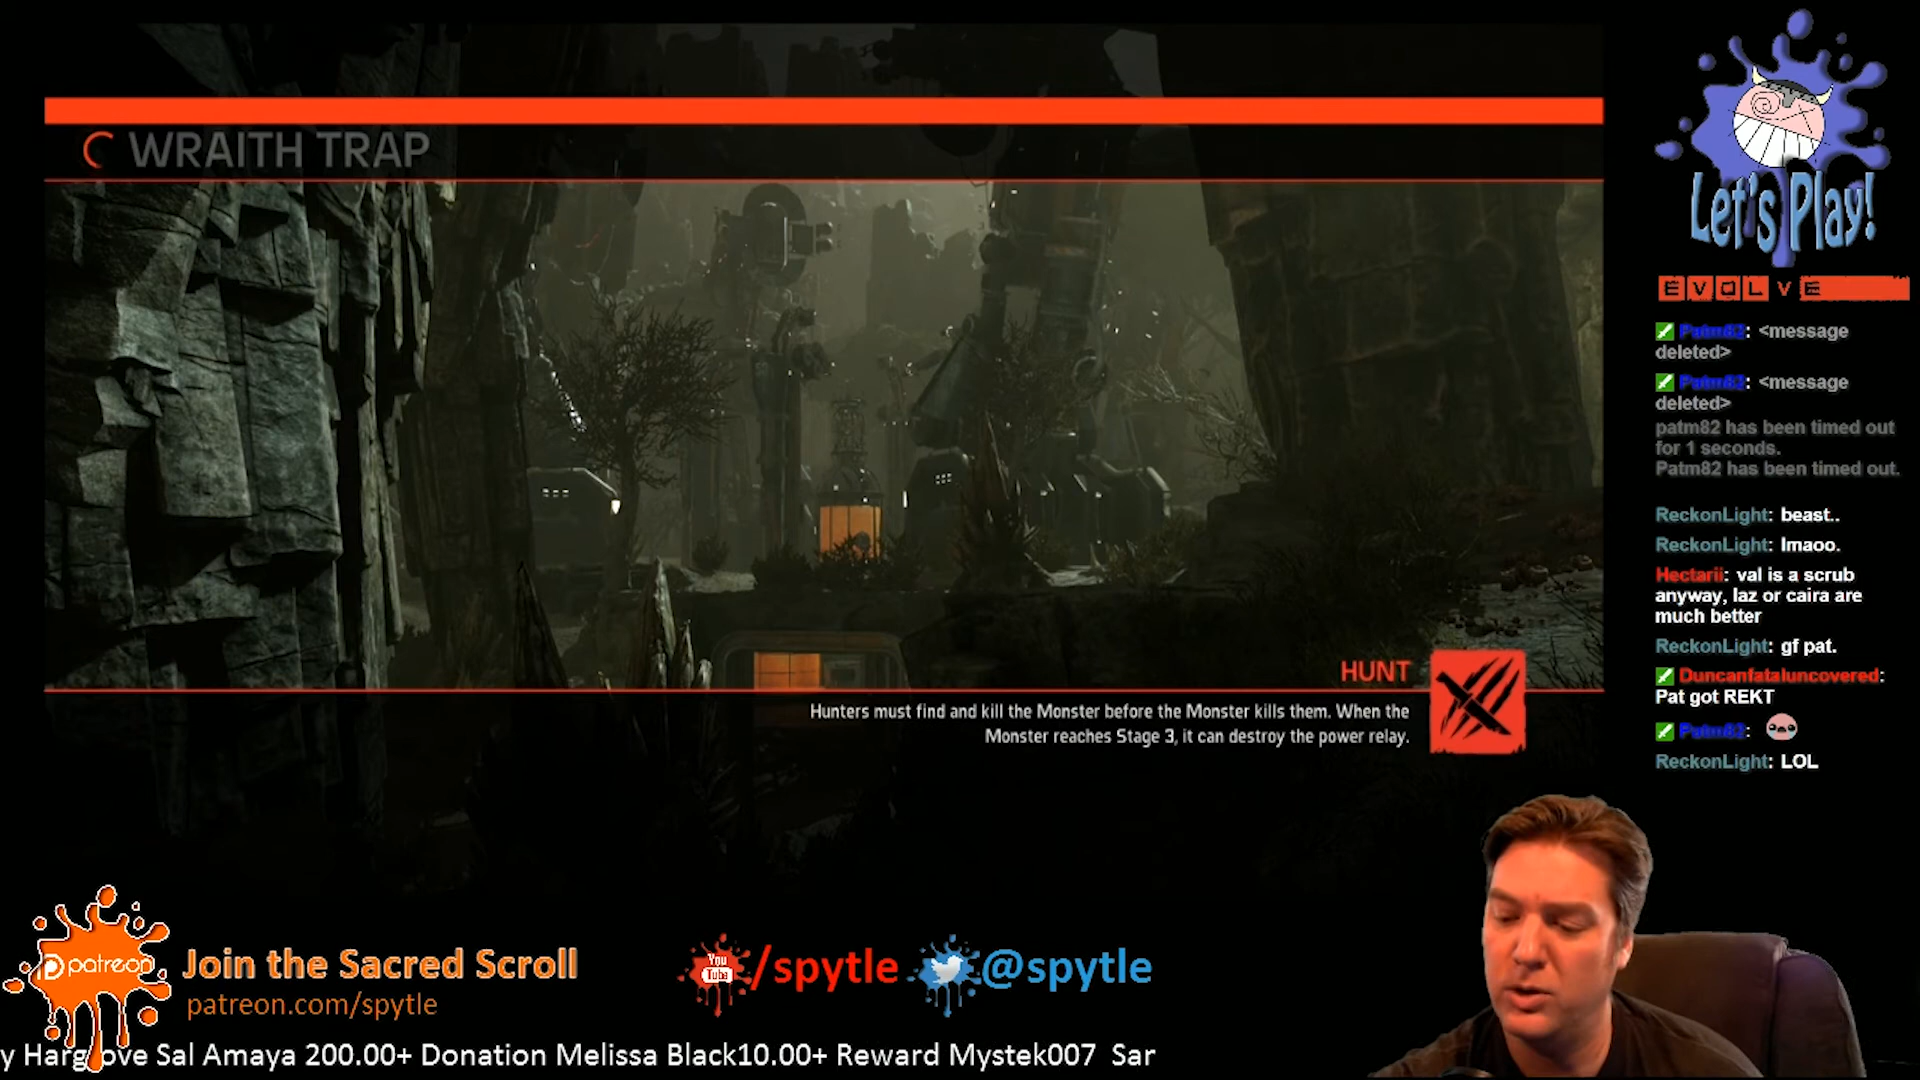 WRAITH TRAP
HUNT
Hunters must find and kill the Monster before the Monster kills them. When the
Monster reaches Stage 3, it can destroy the power relay.
Let's Play!
EVOLVE
Patm82: <message
deleted>
Patm82: <message
deleted>
patm82 has been timed out
for 1 seconds.
Patm82 has been timed out.
ReckonLight: beast..
ReckonLight: lmaoo.
Hectarii: val is a scrub
anyway, laz or caira are
much better
ReckonLight: gf pat.
Duncanfataluncovered:
Pat got REKT
Patm82:
ReckonLight: LOL
patreon
Join the Sacred Scroll
patreon.com/spytle
You
Tube
/spytle
@spytle
y Hargrove Sal Amaya 200.00+ Donation Melissa Black10.00+ Reward Mystek007 Sar